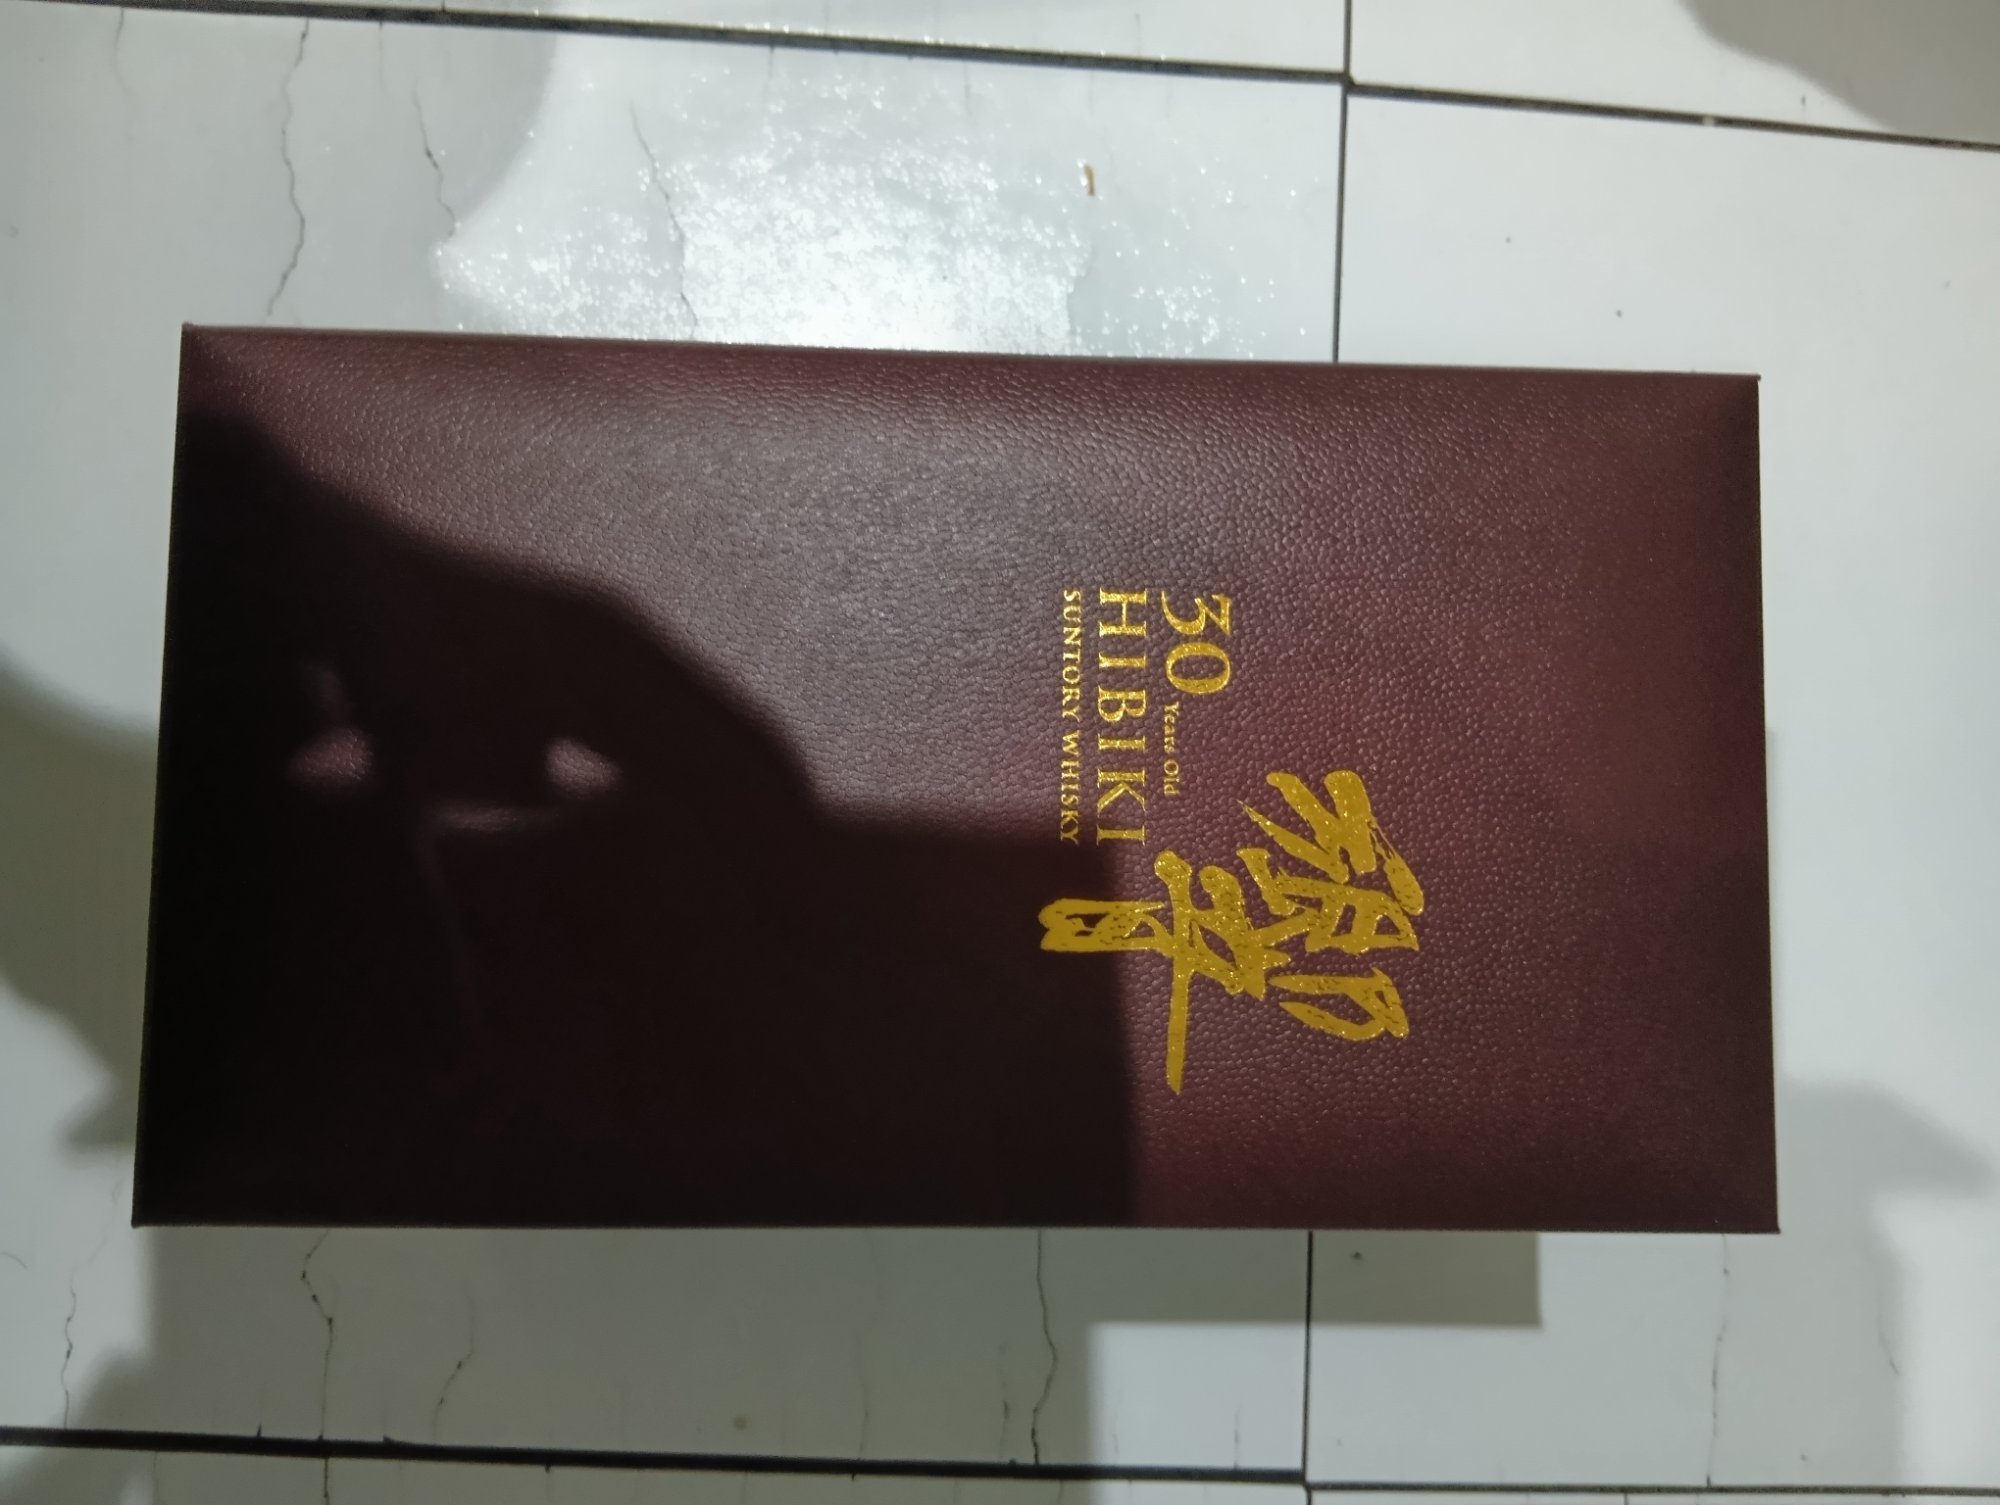 響
30 Years Old
HIBIKI
SUNTORY WHISKY